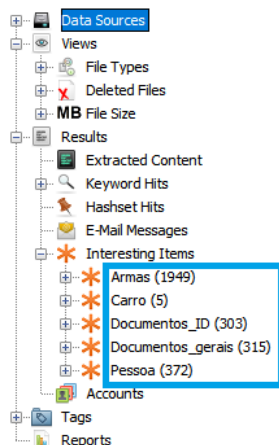 Data Sources
Views
File Types
Deleted Files
MB File Size
Results
Extracted Content
Keyword Hits
Hashset Hits
E-Mail Messages
Interesting Items
Armas (1949)
Carro (5)
Documentos_ID (303)
Documentos_gerais (315)
Pessoa (372)
Accounts
Tags
Reports